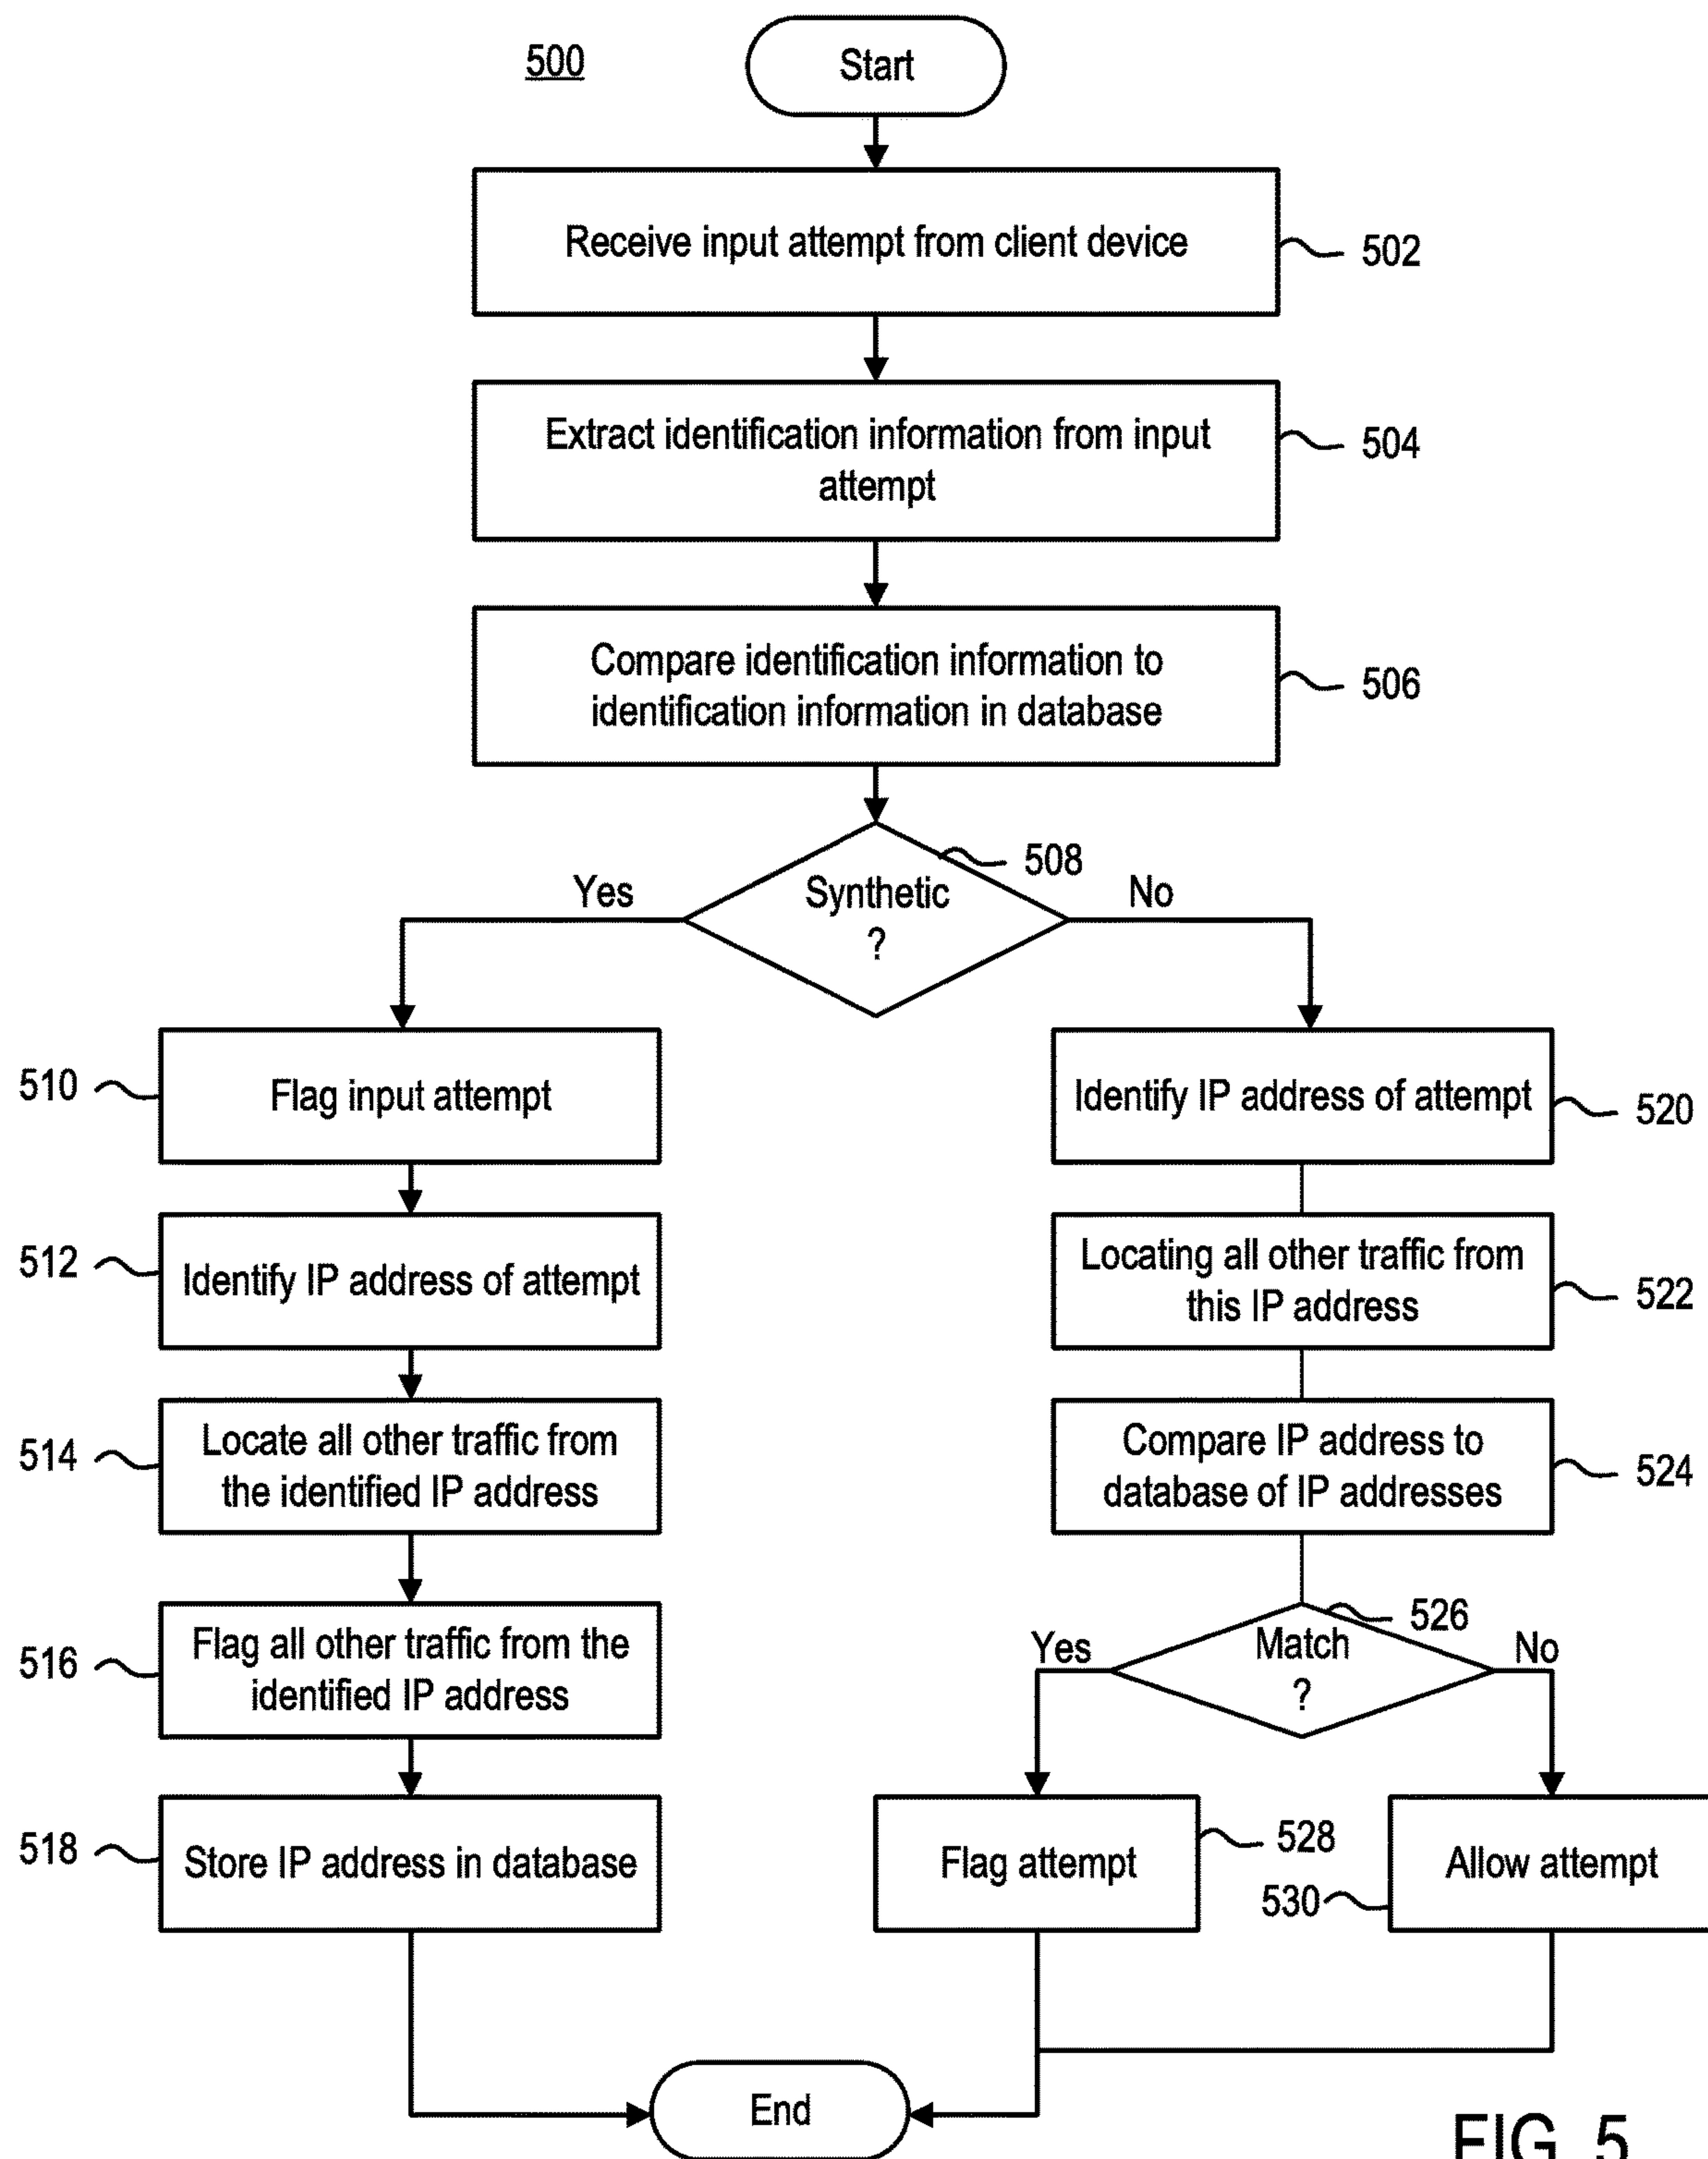 500
Start
Receive input attempt from client device
502
Extract identification information from input
attempt
504
Compare identification information to
identification information in database
506
508
Synthetic
?
Yes
No
510
Flag input attempt
512
Identify IP address of attempt
514
Locate all other traffic from
the identified IP address
516
Flag all other traffic from the
identified IP address
518
Store IP address in database
Identify IP address of attempt
520
Locating all other traffic from
this IP address
522
Compare IP address to
database of IP addresses
524
526
Match
?
Yes
No
Flag attempt
528
Allow attempt
530
End
FIG. 5